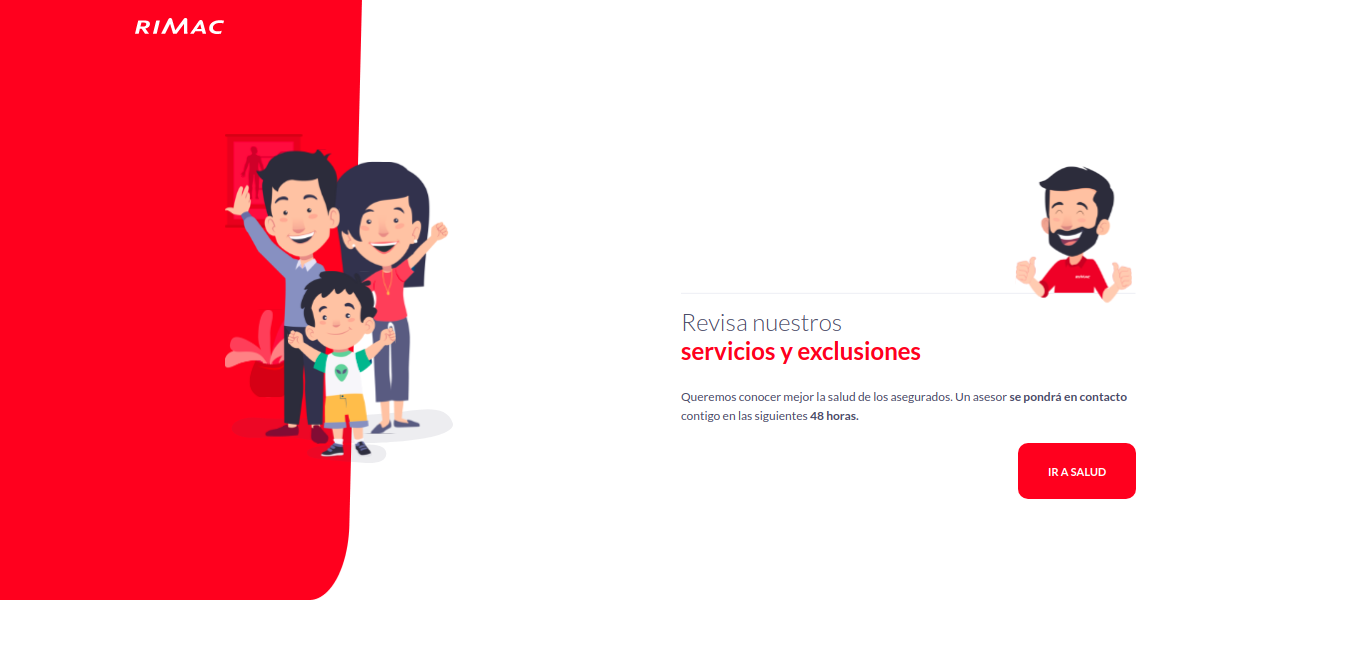 RIMAC
Revisa nuestros
servicios y exclusiones
Queremos conocer mejor la salud de los asegurados. Un asesor se pondrá en contacto
contigo en las siguientes 48 horas.
IR A SALUD